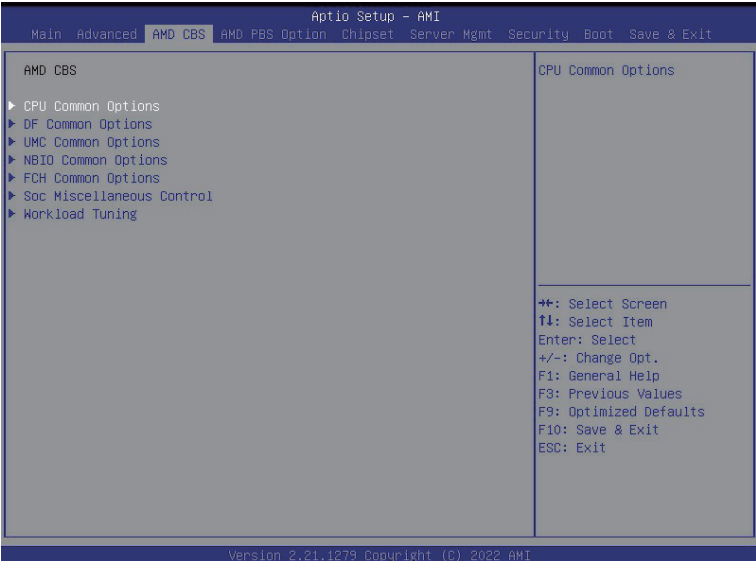 Aptio Setup – AMI
Main Advanced AMD CBS AMD PBS Option Chipset Server Mgmt Security Boot Save & Exit
AMD CBS
CPU Common Options
DF Common Options
UMC Common Options
NBIO Common Options
FCH Common Options
Soc Miscellaneous Control
Workload Tuning
CPU Common Options
→←: Select Screen
↑↓: Select Item
Enter: Select
+/-: Change Opt.
F1: General Help
F3: Previous Values
F9: Optimized Defaults
F10: Save & Exit
ESC: Exit
Version 2.21.1279 Copyright (C) 2022 AMI